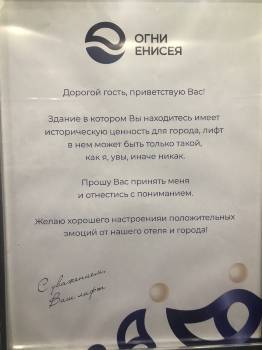 ОГНИ
ЕНИСЕЯ
Дорогой гость, приветствую Вас!
Здание в котором Вы находитесь имеет
историческую ценность для города, лифт
в нем может быть только такой,
как я, увы, иначе никак.
Прошу Вас принять меня
и отнестись с пониманием.
Желаю хорошего настроения положительных
эмоций от нашего отеля и города!
С уважением,
Ваш лифт